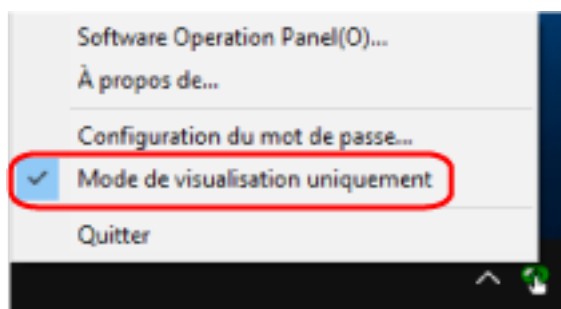 Software Operation Panel(O)...
À propos de...
Configuration du mot de passe...
Mode de visualisation uniquement
Quitter